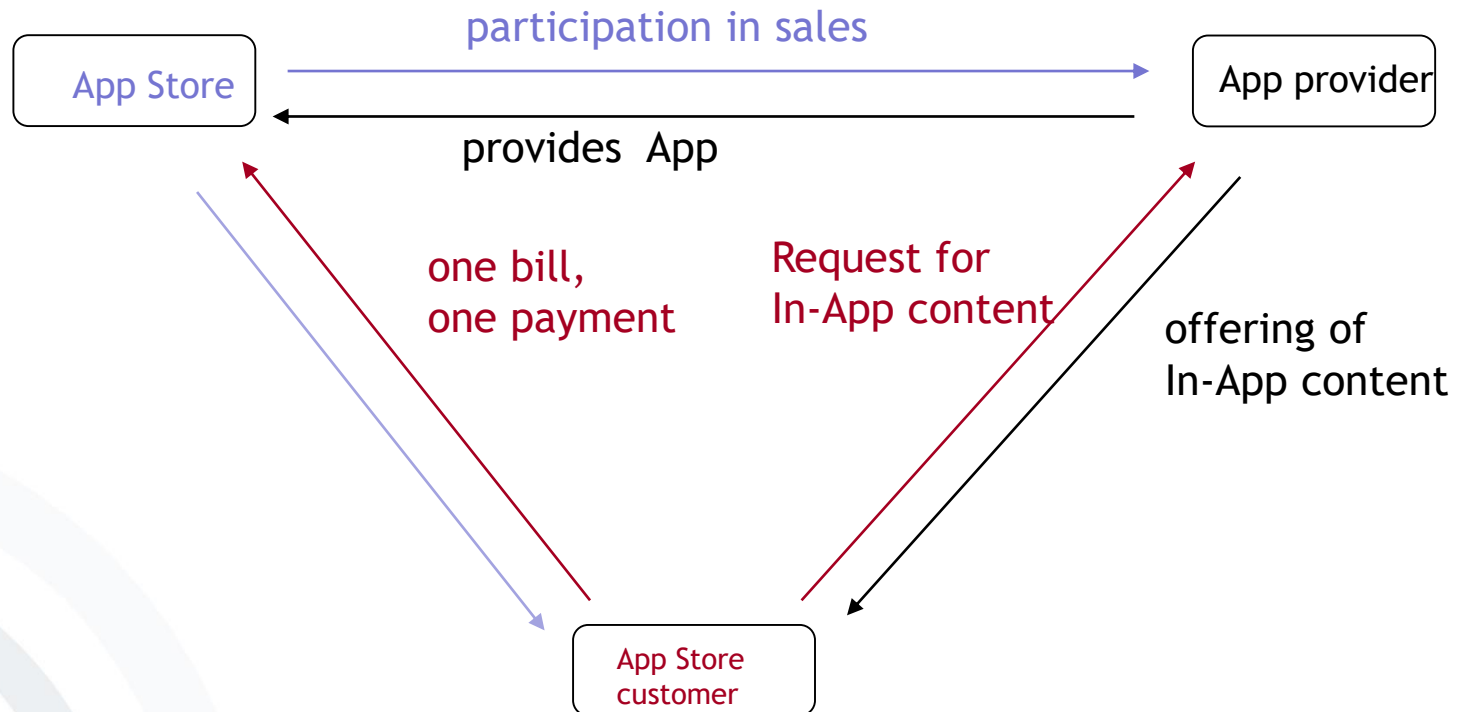 participation in sales
App Store
App provider
provides App
one bill,
one payment
Request for
In-App content
offering of
In-App content
App Store
customer